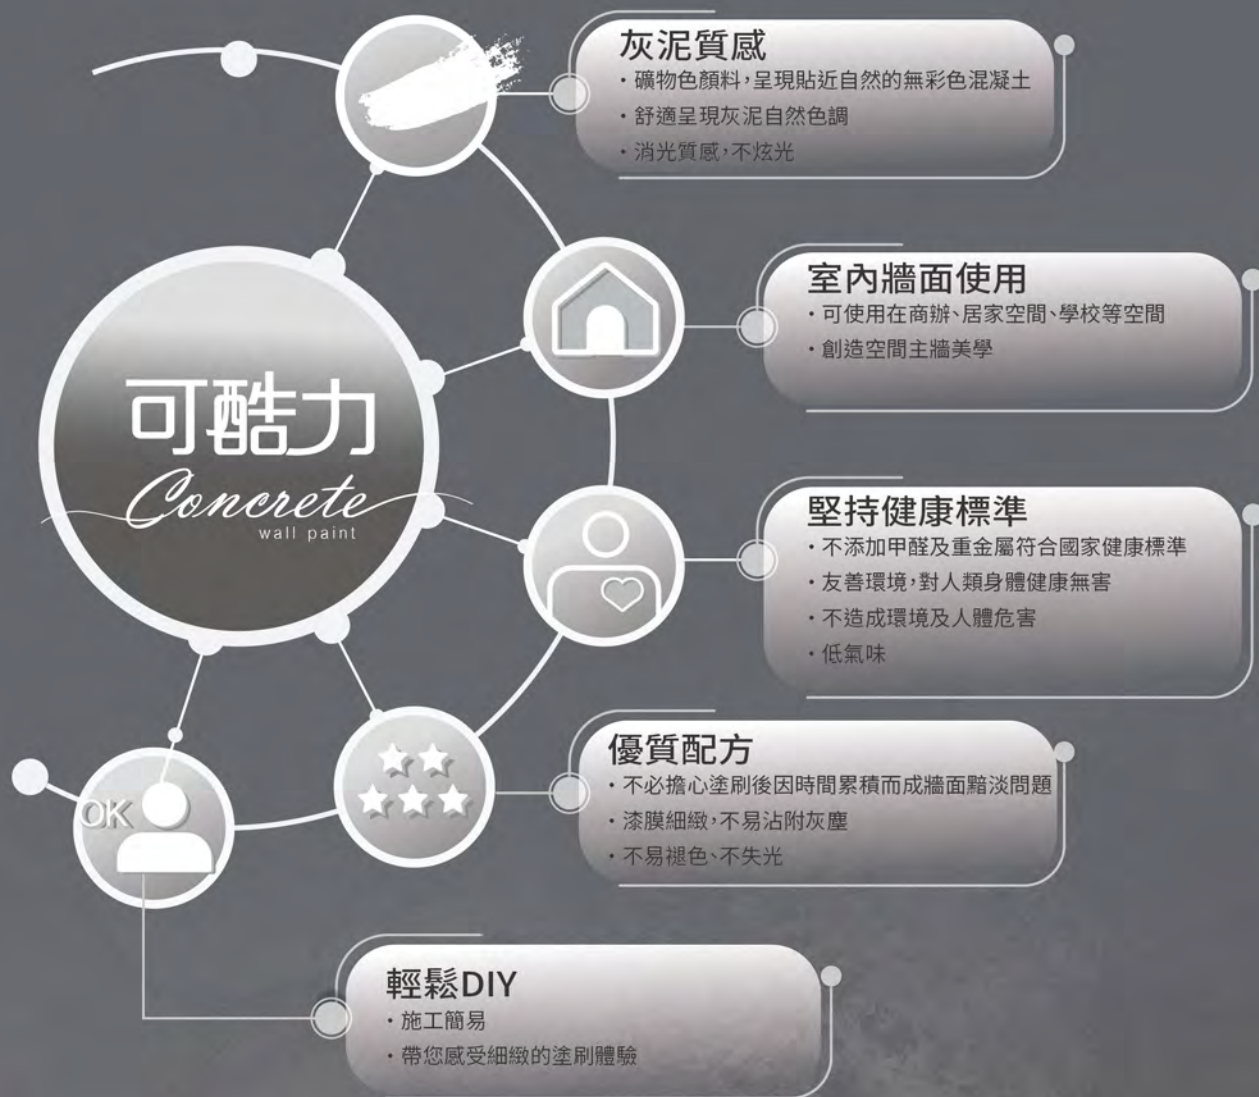 灰泥質感
・礦物色顏料,呈現貼近自然的無彩色混凝土
・舒適呈現灰泥自然色調
・消光質感,不炫光
室內牆面使用
・可使用在商辦、居家空間、學校等空間
・創造空間主牆美學
可酷力
Concrete
wall paint
堅持健康標準
・不添加甲醛及重金屬符合國家健康標準
・友善環境,對人類身體健康無害
・不造成環境及人體危害
・低氣味
優質配方
・不必擔心塗刷後因時間累積而成牆面黯淡問題
・漆膜細緻,不易沾附灰塵
・不易褪色、不失光
OK
輕鬆DIY
・施工簡易
・帶您感受細緻的塗刷體驗